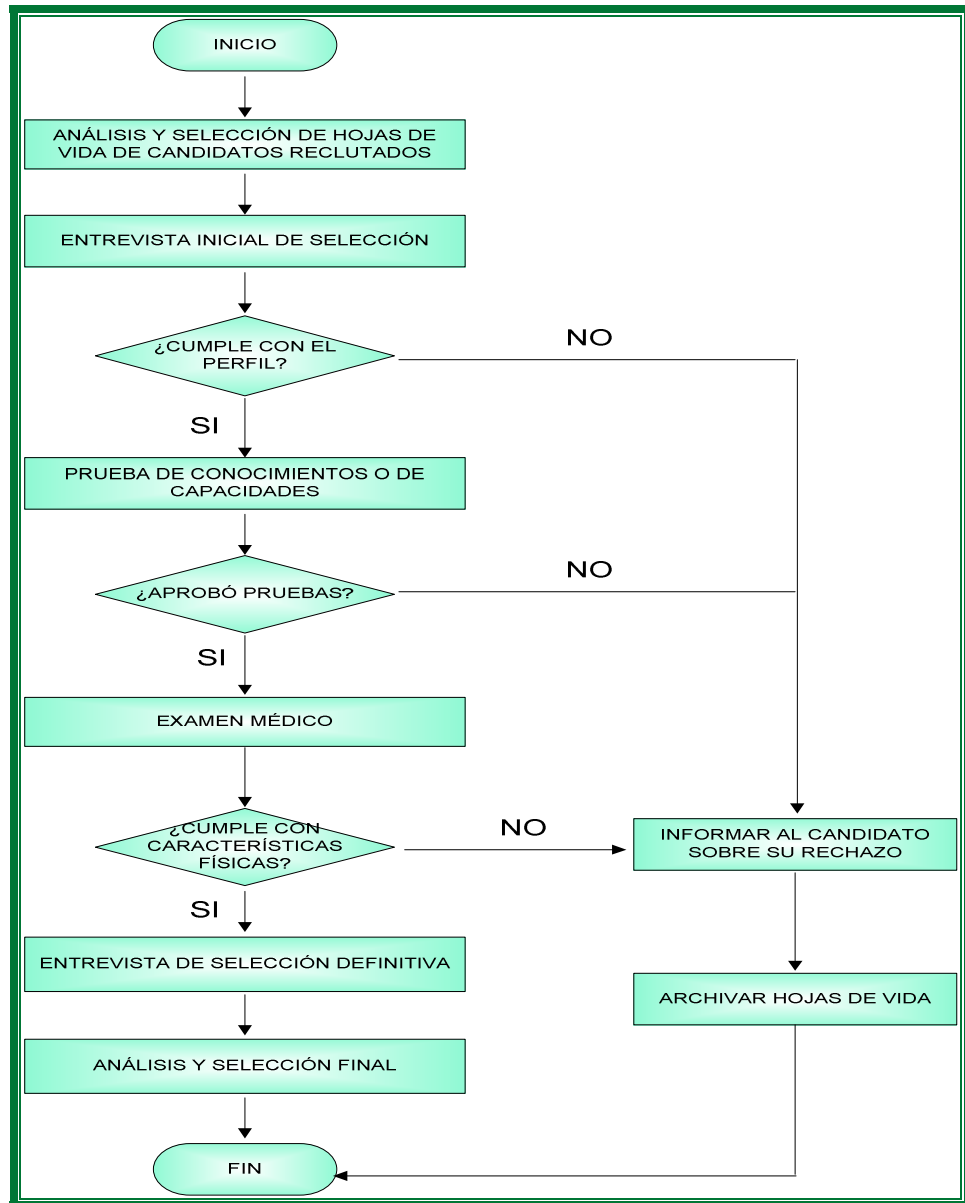 INICIO
ANÁLISIS Y SELECCIÓN DE HOJAS DE
VIDA DE CANDIDATOS RECLUTADOS
ENTREVISTA INICIAL DE SELECCIÓN
¿CUMPLE CON EL
PERFIL?
NO
SI
PRUEBA DE CONOCIMIENTOS O DE
CAPACIDADES
¿APROBÓ PRUEBAS?
NO
SI
EXAMEN MÉDICO
¿CUMPLE CON
CARACTERÍSTICAS
FÍSICAS?
NO
INFORMAR AL CANDIDATO
SOBRE SU RECHAZO
SI
ENTREVISTA DE SELECCIÓN DEFINITIVA
ARCHIVAR HOJAS DE VIDA
ANÁLISIS Y SELECCIÓN FINAL
FIN